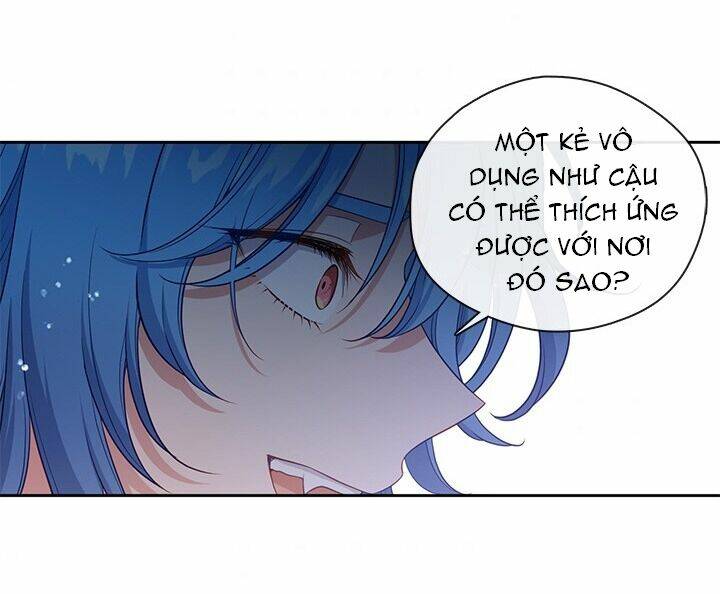 MỘT KẺ VÔ
DỤNG NHƯ CẬU
CÓ THỂ THÍCH ỨNG
ĐƯỢC VỚI NƠI
ĐÓ SAO?